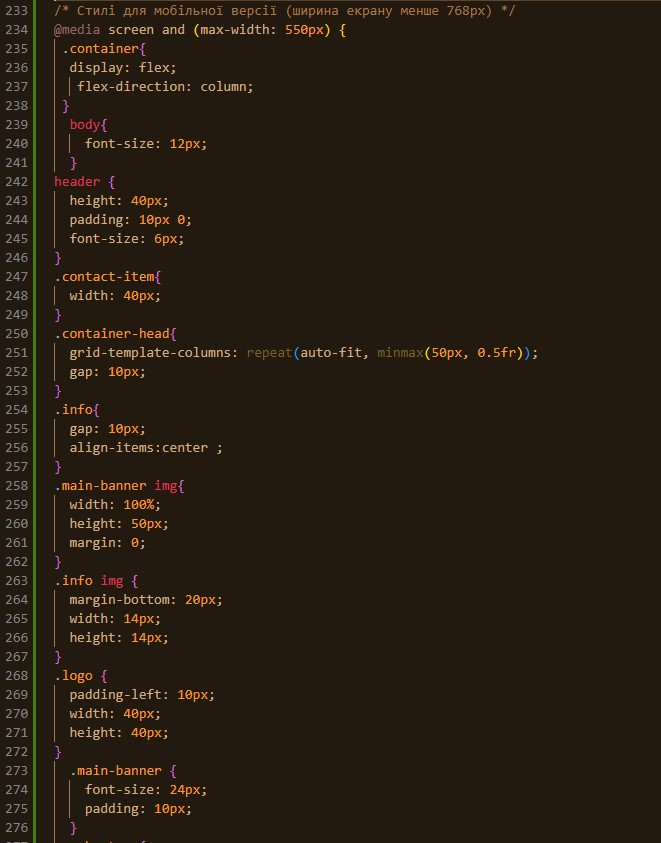 233 /* Стилі для мобільної версії (ширина екрану менше 768px) */
234 @media screen and (max-width: 550px) {
235 .container{
236 display: flex;
237 flex-direction: column;
238 }
239 body{
240 font-size: 12px;
241 }
242 header {
243 height: 40px;
244 padding: 10px 0;
245 font-size: 6px;
246 }
247 .contact-item{
248 width: 40px;
249 }
250 .container-head{
251 grid-template-columns: repeat(auto-fit, minmax(50px, 0.5fr));
252 gap: 10px;
253 }
254 .info{
255 gap: 10px;
256 align-items:center ;
257 }
258 .main-banner img{
259 width: 100%;
260 height: 50px;
261 margin: 0;
262 }
263 .info img {
264 margin-bottom: 20px;
265 width: 14px;
266 height: 14px;
267 }
268 .logo {
269 padding-left: 10px;
270 width: 40px;
271 height: 40px;
272 }
273 .main-banner {
274 font-size: 24px;
275 padding: 10px;
276 }